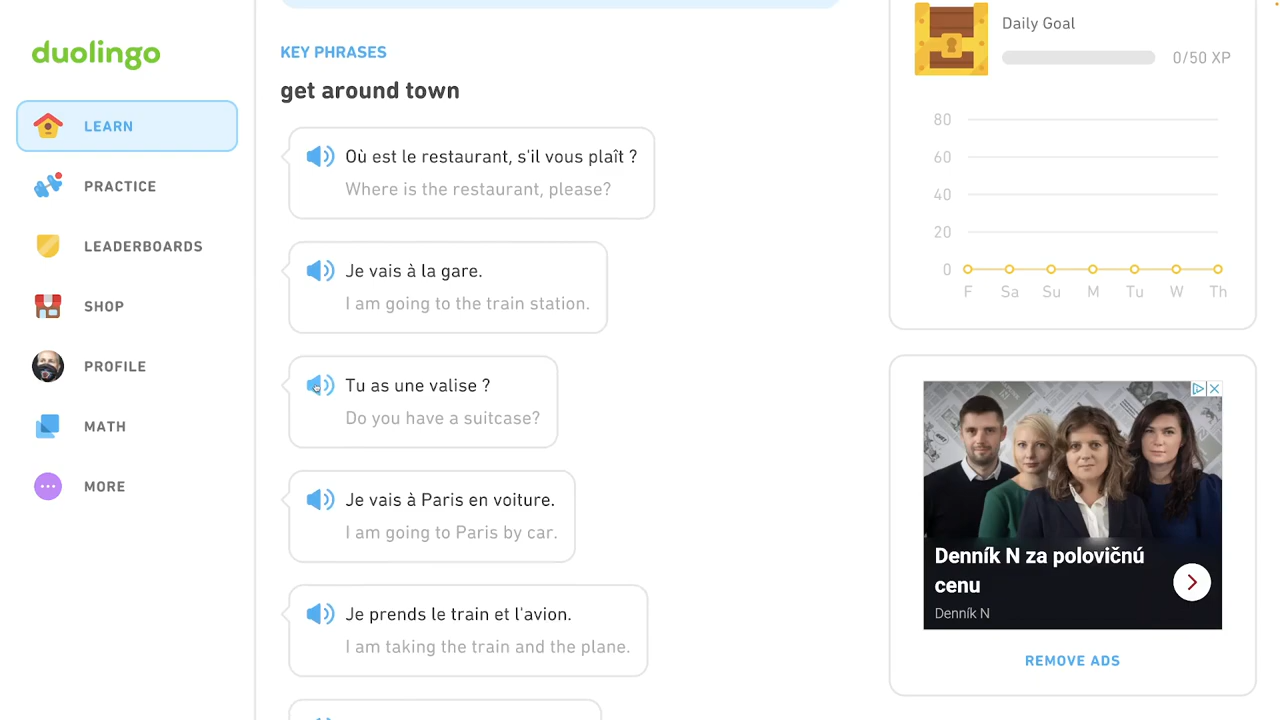 duolingo
LEARN
PRACTICE
LEADERBOARDS
SHOP
PROFILE
MATH
MORE
KEY PHRASES
get around town
Où est le restaurant, s'il vous plaît ?
Where is the restaurant, please?
Je vais à la gare.
I am going to the train station.
Tu as une valise ?
Do you have a suitcase?
Je vais à Paris en voiture.
I am going to Paris by car.
Je prends le train et l'avion.
I am taking the train and the plane.
Daily Goal
0/50 XP
80
60
40
20
0
F Sa Su M Tu W Th
Denník N za polovičnú
cenu
Denník N
REMOVE ADS